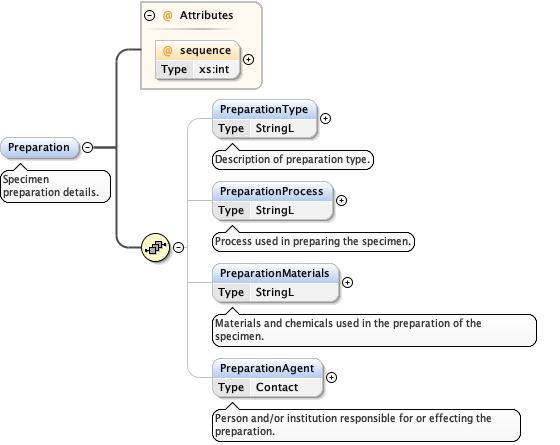 @ Attributes
@ sequence
Type xs:int
Preparation
Specimen
preparation details.
PreparationType
Type StringL
Description of preparation type.
PreparationProcess
Type StringL
Process used in preparing the specimen.
PreparationMaterials
Type StringL
Materials and chemicals used in the preparation of the
specimen.
PreparationAgent
Type Contact
Person and/or institution responsible for or effecting the
preparation.